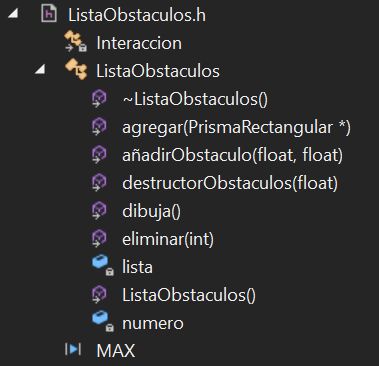 ListaObstaculos.h
Interaccion
ListaObstaculos
~ListaObstaculos()
agregar(PrismaRectangular *)
añadirObstaculo(float, float)
destructorObstaculos(float)
dibuja()
eliminar(int)
lista
ListaObstaculos()
numero
MAX